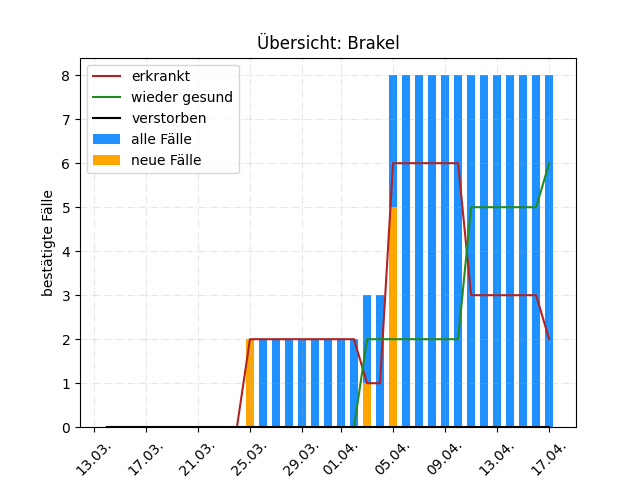 Übersicht: Brakel
erkrankt
wieder gesund
verstorben
alle Fälle
neue Fälle
bestätigte Fälle
8
7
6
5
4
3
2
1
0
13.03.
17.03.
21.03.
25.03.
29.03.
01.04.
05.04.
09.04.
13.04.
17.04.